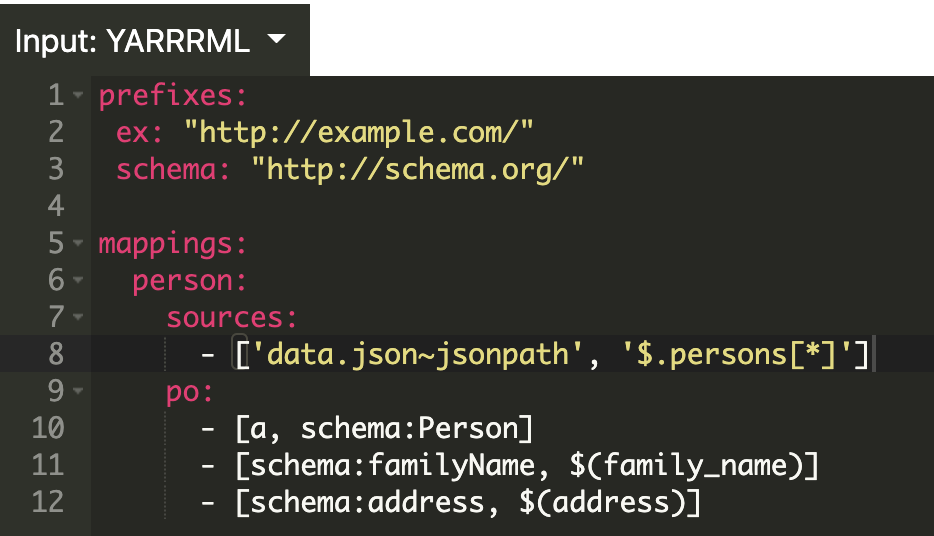 Input: YARRRML
1 prefixes:
2  ex: "http://example.com/"
3  schema: "http://schema.org/"
4
5 mappings:
6   person:
7     sources:
8       - ['data.json~jsonpath', '$.persons[*]']
9     po:
10       - [a, schema:Person]
11       - [schema:familyName, $(family_name)]
12       - [schema:address, $(address)]